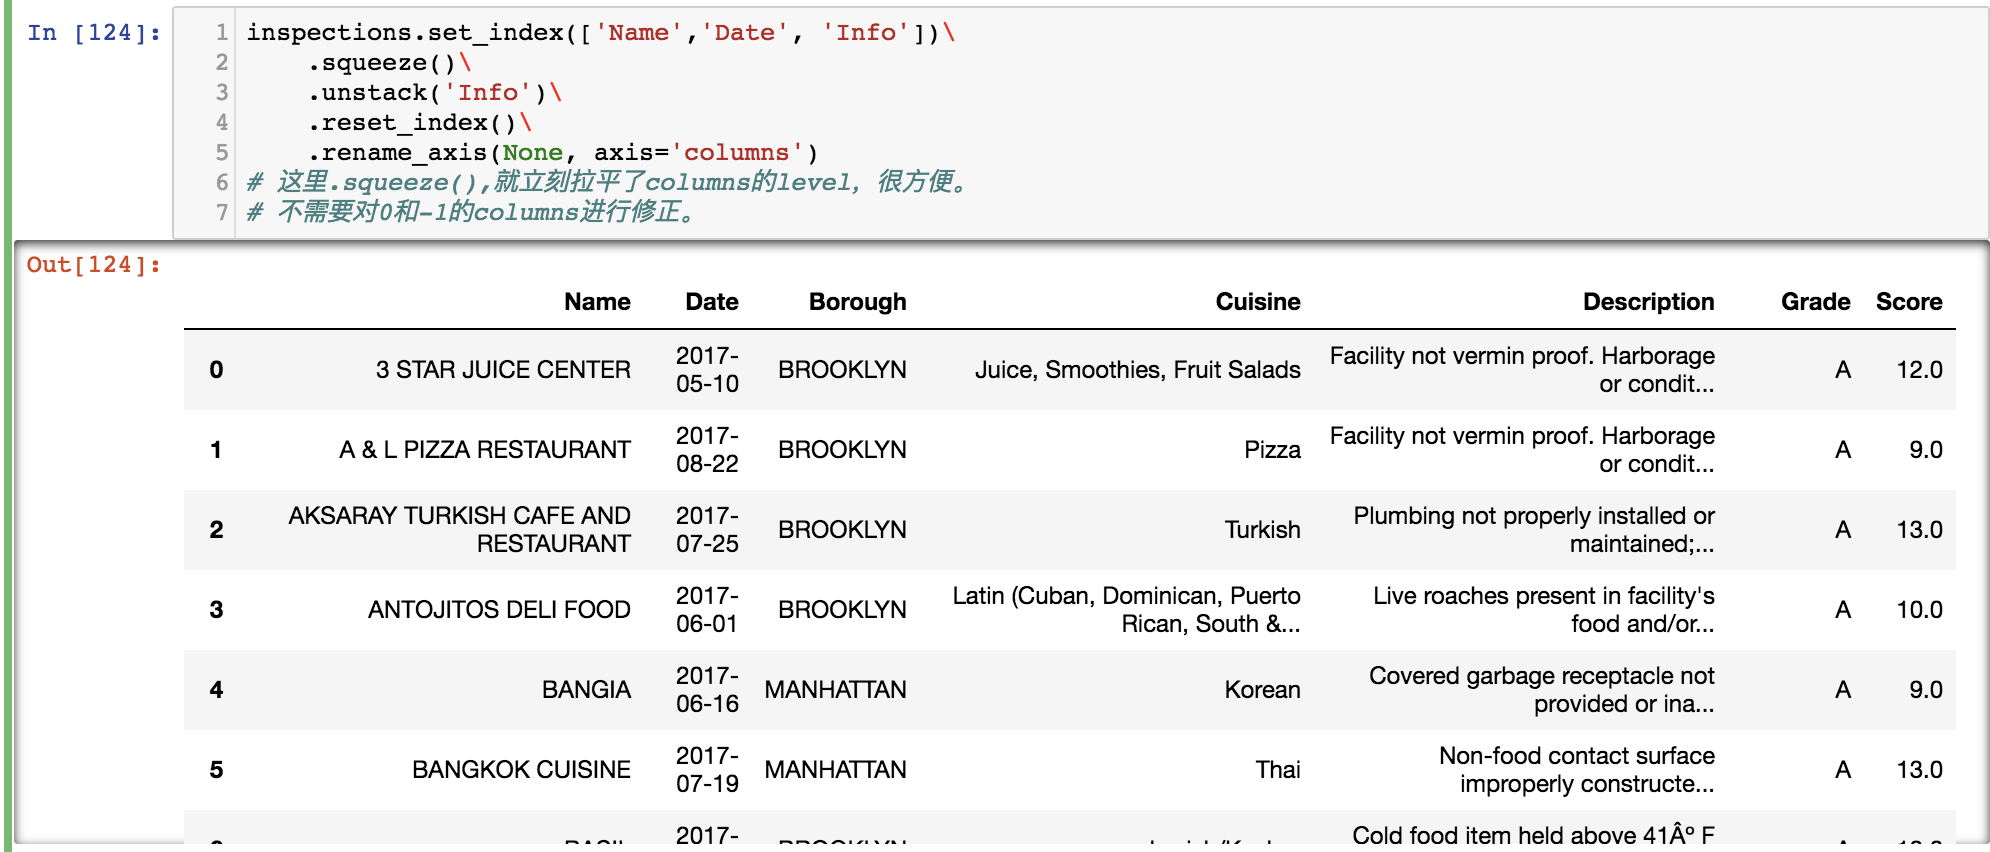 In [124]:
1 inspections.set_index(['Name','Date', 'Info'])\
2 .squeeze()\
3 .unstack('Info')\
4 .reset_index()\
5 .rename_axis(None, axis='columns')
6 # 这里.squeeze(),就立刻拉平了columns的level，很方便。
7 # 不需要对0和-1的columns进行修正。
Out[124]:
Name Date Borough Cuisine Description Grade Score
0 3 STAR JUICE CENTER 2017-05-10 BROOKLYN Juice, Smoothies, Fruit Salads Facility not vermin proof. Harborage or condit... A 12.0
1 A & L PIZZA RESTAURANT 2017-08-22 BROOKLYN Pizza Facility not vermin proof. Harborage or condit... A 9.0
2 AKSARAY TURKISH CAFE AND RESTAURANT 2017-07-25 BROOKLYN Turkish Plumbing not properly installed or maintained;... A 13.0
3 ANTOJITOS DELI FOOD 2017-06-01 BROOKLYN Latin (Cuban, Dominican, Puerto Rican, South &... Live roaches present in facility's food and/or... A 10.0
4 BANGIA 2017-06-16 MANHATTAN Korean Covered garbage receptacle not provided or ina... A 9.0
5 BANGKOK CUISINE 2017-07-19 MANHATTAN Thai Non-food contact surface improperly constructe... A 13.0
2017- BROOKLYN Cold food item held above 41Âº F